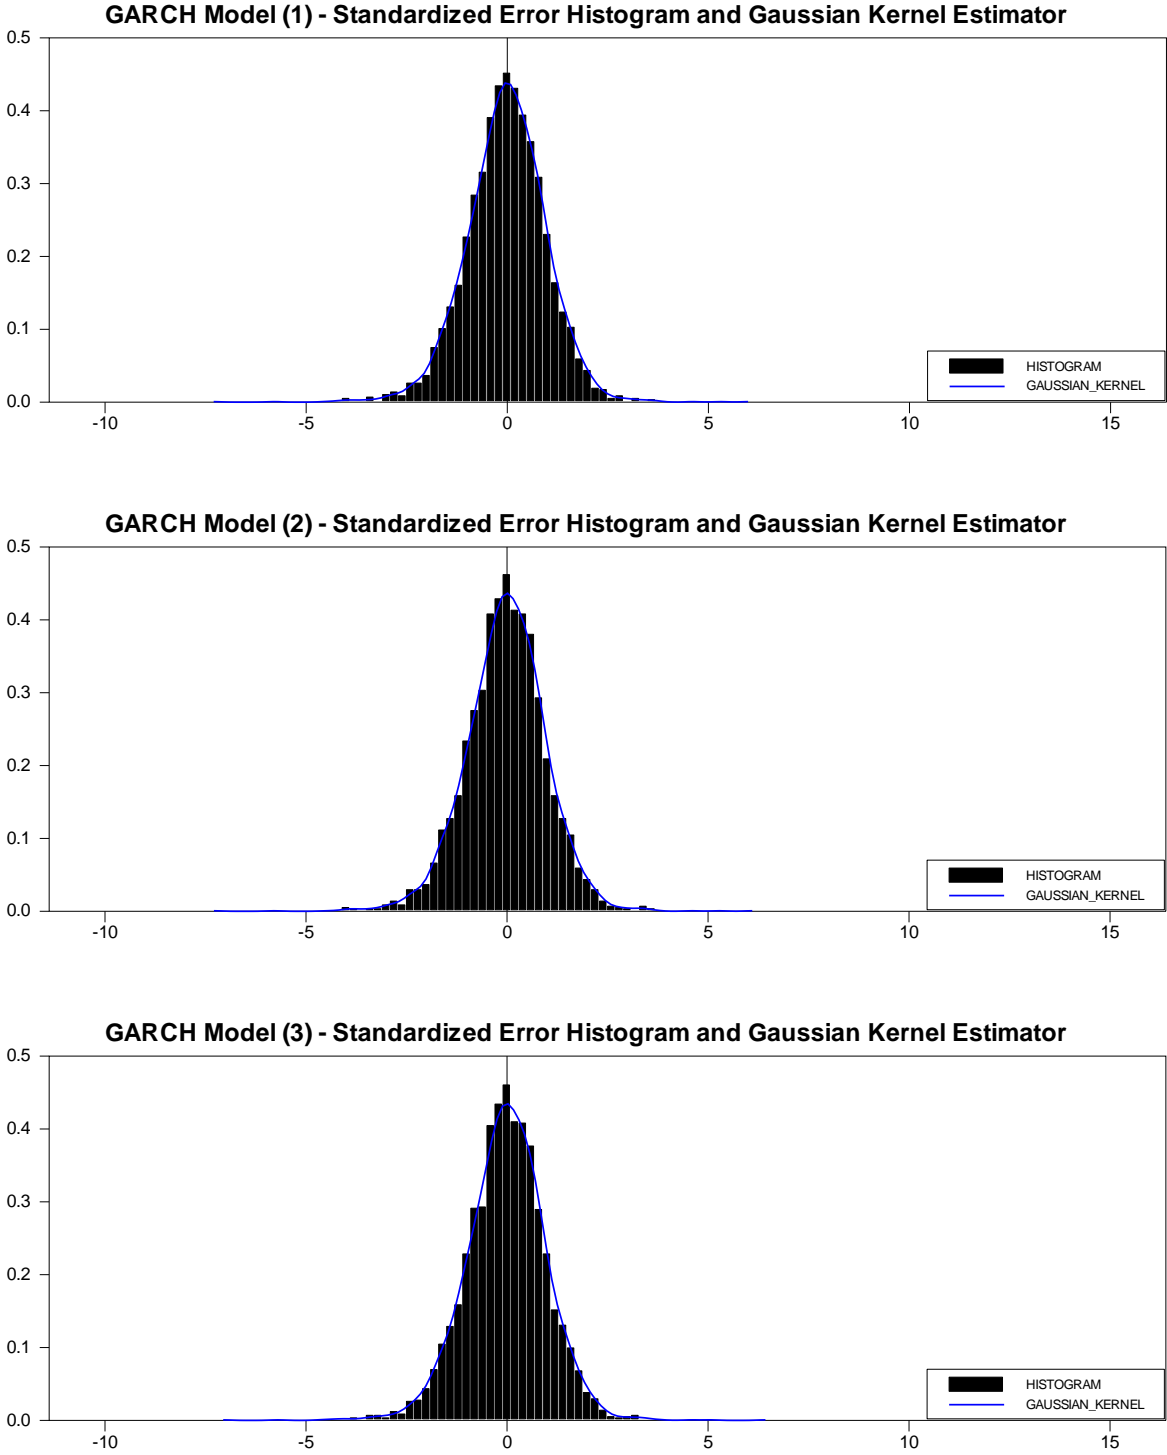 GARCH Model (1) - Standardized Error Histogram and Gaussian Kernel Estimator
0.5
0.4
0.3
0.2
0.1
0.0
HISTOGRAM
GAUSSIAN_KERNEL
-10 -5 0 5 10 15
GARCH Model (2) - Standardized Error Histogram and Gaussian Kernel Estimator
0.5
0.4
0.3
0.2
0.1
0.0
HISTOGRAM
GAUSSIAN_KERNEL
-10 -5 0 5 10 15
GARCH Model (3) - Standardized Error Histogram and Gaussian Kernel Estimator
0.5
0.4
0.3
0.2
0.1
0.0
HISTOGRAM
GAUSSIAN_KERNEL
-10 -5 0 5 10 15